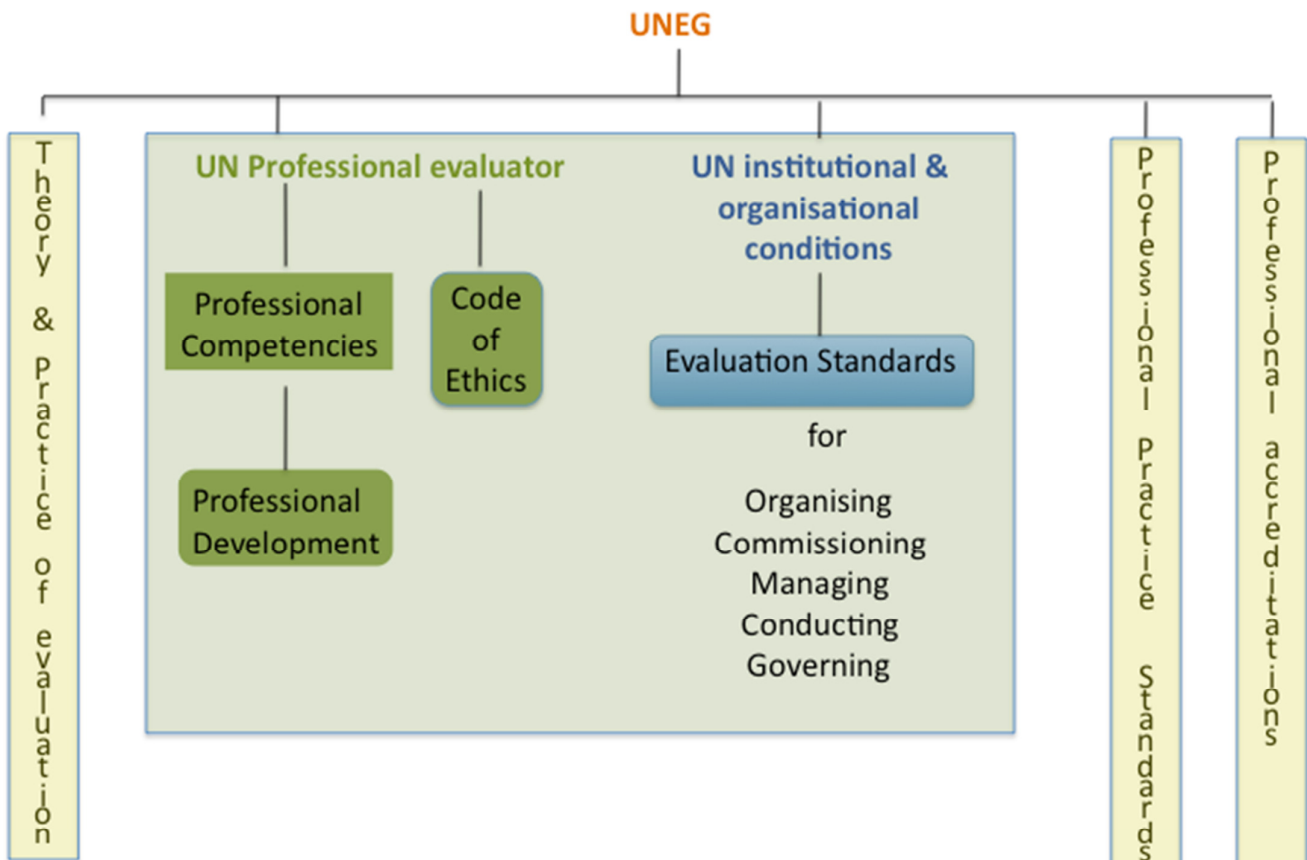 UNEG
Theory & Practice of evaluation
UN Professional evaluator
Professional
Competencies
Code
of
Ethics
Professional
Development
UN institutional &
organisational
conditions
Evaluation Standards
for
Organising
Commissioning
Managing
Conducting
Governing
Professional Practice Standards
Professional accreditations